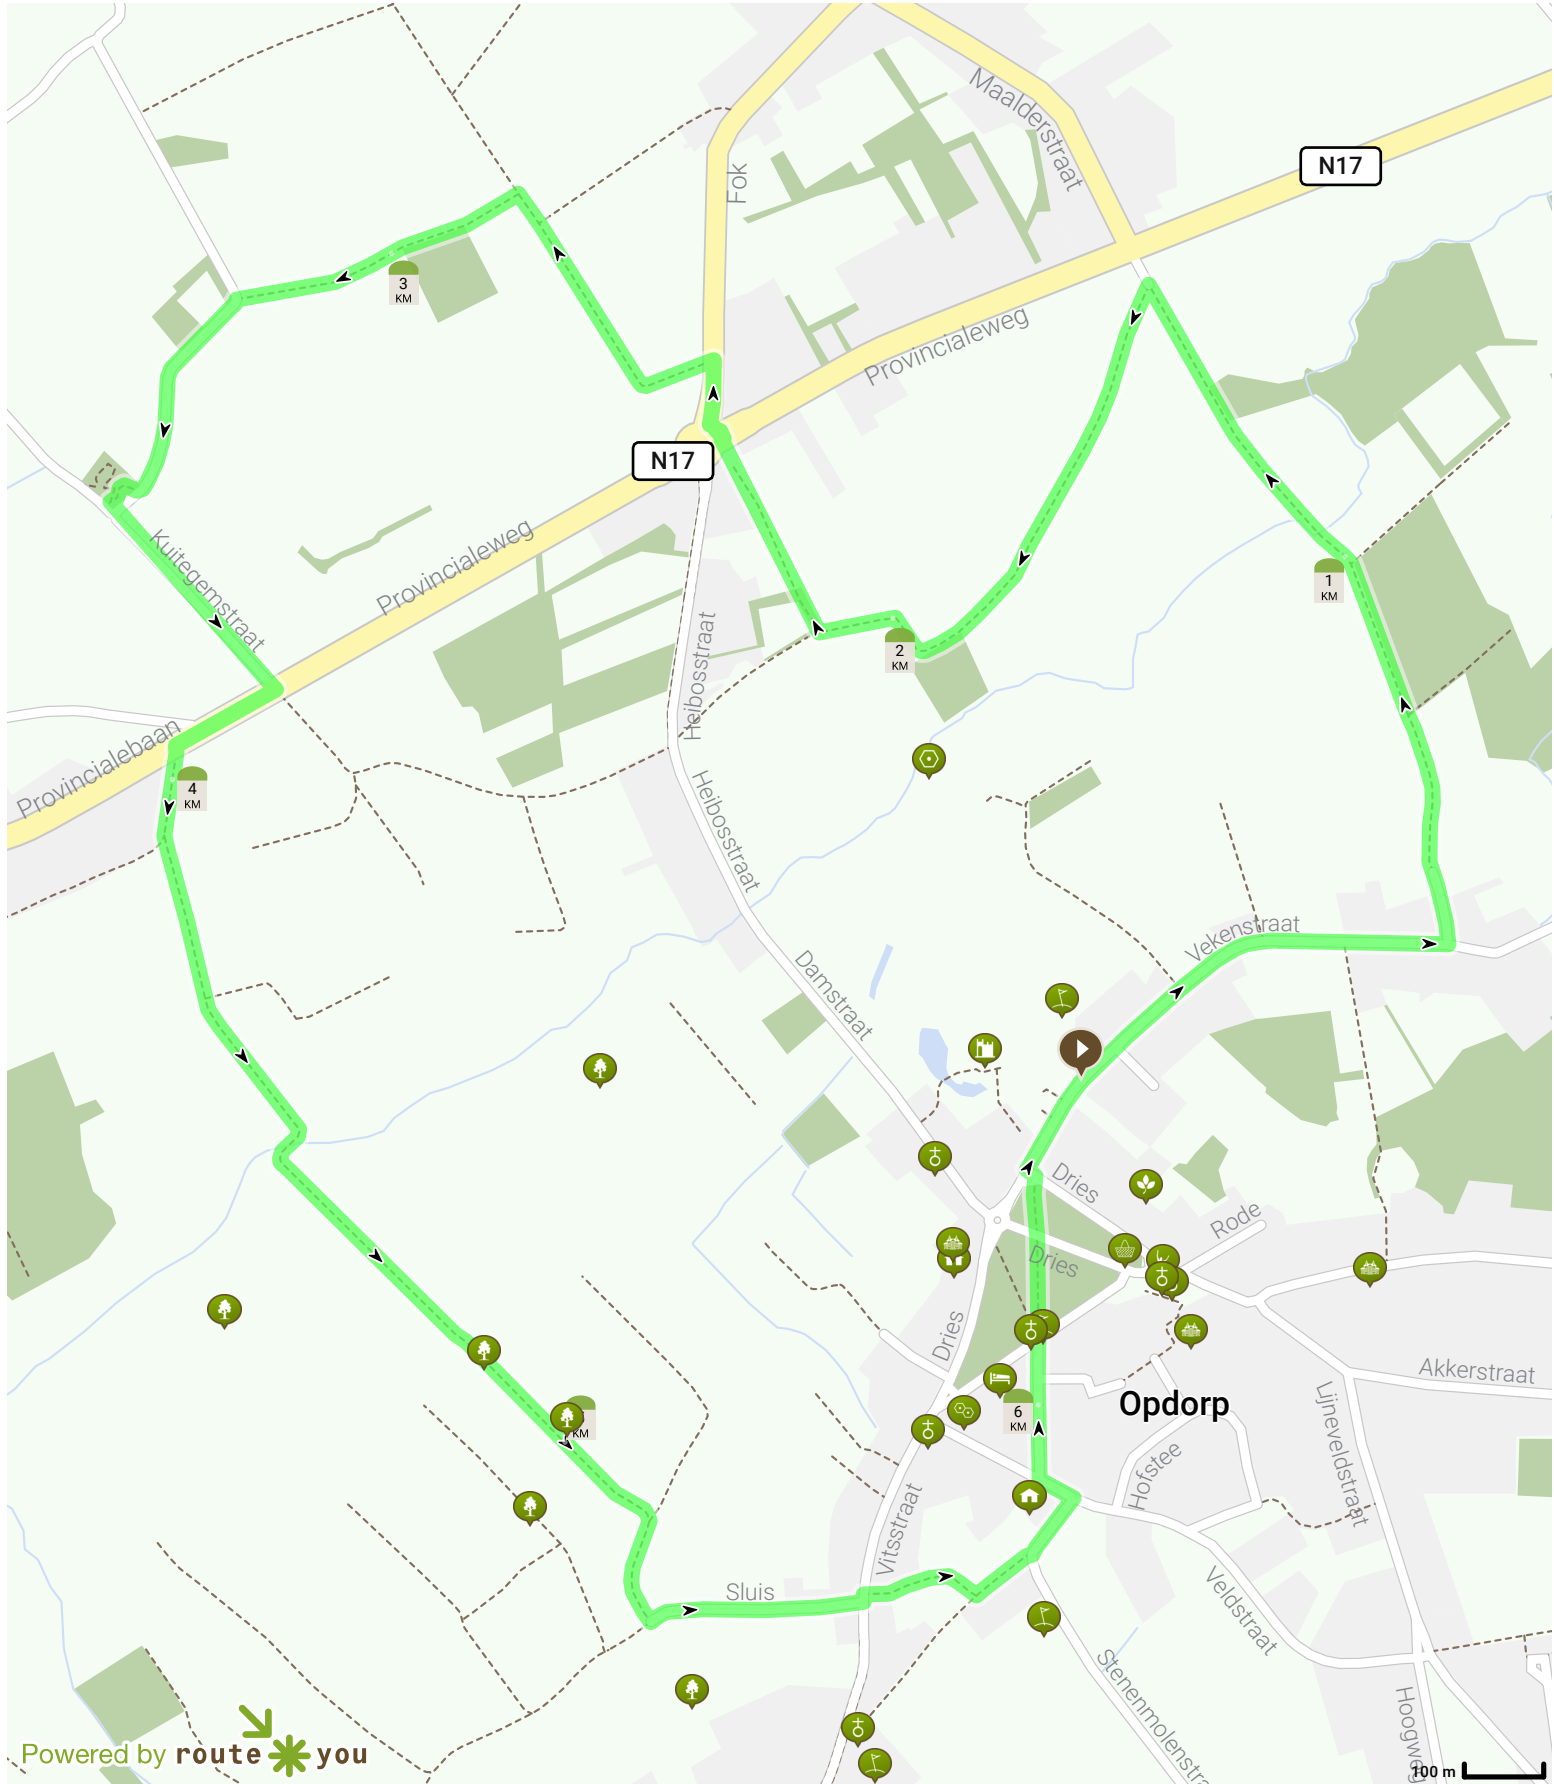 Maalderstraat
N17
Fok
3
KM
Provincialeweg
N17
Provincialeweg
Kuitegemstraat
1
KM
2
KM
Heibosstraat
Provincialebaan
4
KM
Heibosstraat
Vekenstraat
Damstraat
Dries
Rode
Dries
Dries
Akkerstraat
Opdorp
6
KM
KM
Lijneveldstraat
Hofstee
Vitsstraat
Sluis
Veldstraat
Stenenmolenstra
Hoogweg
Powered by route you
100 m